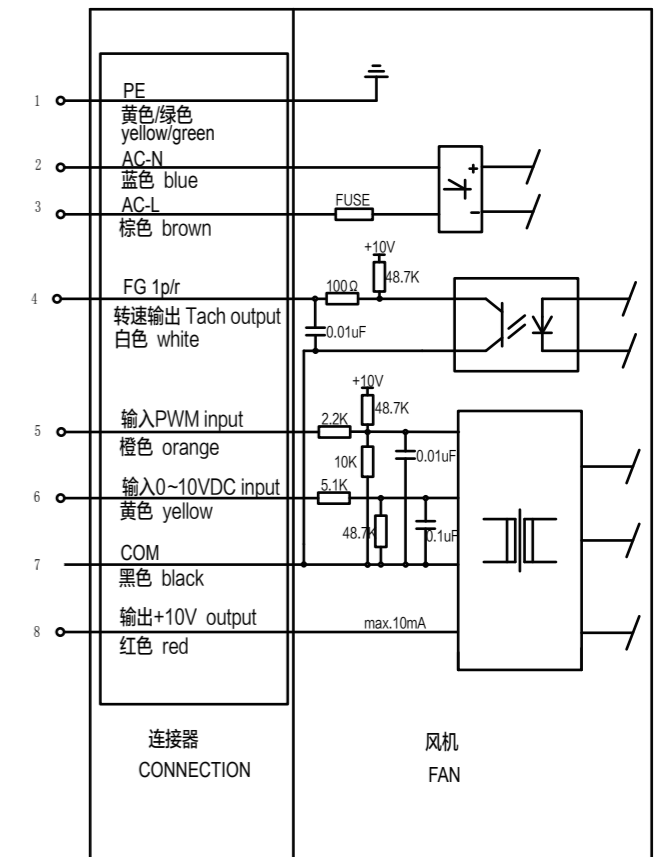 1
PE
黄色/绿色
yellow/green
2
AC-N
蓝色 blue
3
AC-L
棕色 brown
FUSE
+
-
+10V
48.7K
4
FG 1p/r
100Ω
转速输出 Tach output
白色 white
0.01uF
+10V
48.7K
5
输入PWM input
2.2K
橙色 orange
10K
0.01uF
6
输入0~10VDC input
5.1K
黄色 yellow
48.7K
0.1uF
7
COM
黑色 black
8
输出+10V output
max.10mA
红色 red
连接器
CONNECTION
风机
FAN